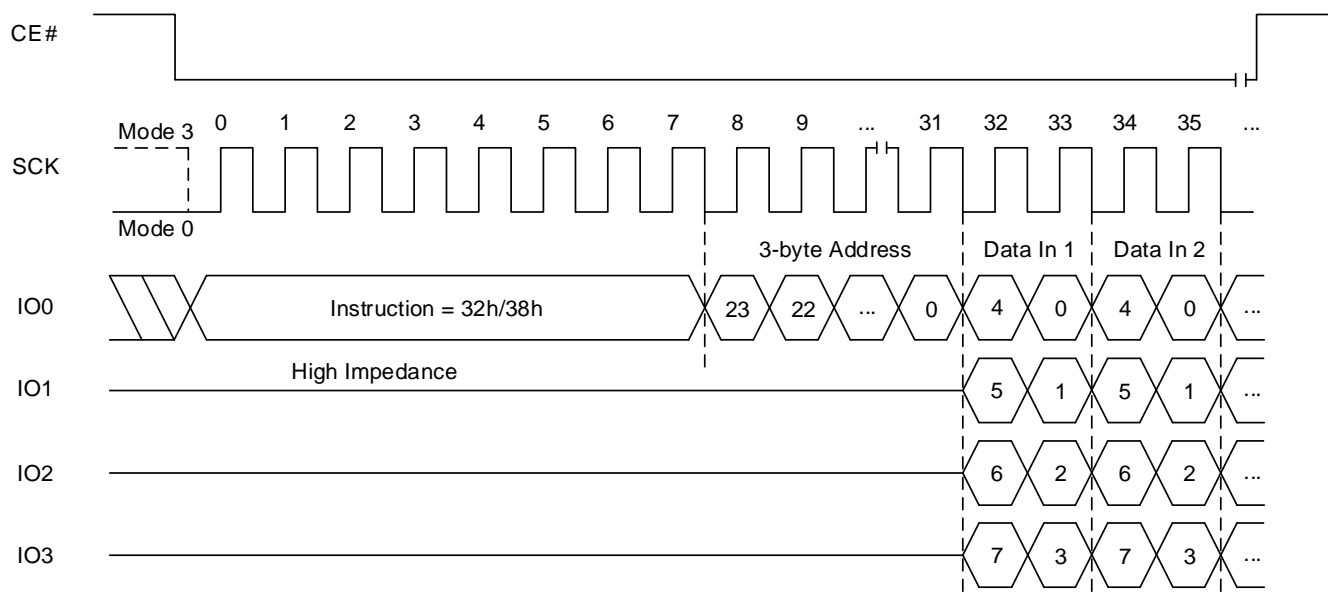 CE#
Mode 3 0 1 2 3 4 5 6 7 8 9 ... 31 32 33 34 35 ...
SCK
Mode 0
3-byte Address Data In 1 Data In 2
IO0 Instruction = 32h/38h 23 22 ... 0 4 0 4 0 ...
High Impedance
IO1 5 1 5 1 ...
IO2 6 2 6 2 ...
IO3 7 3 7 3 ...